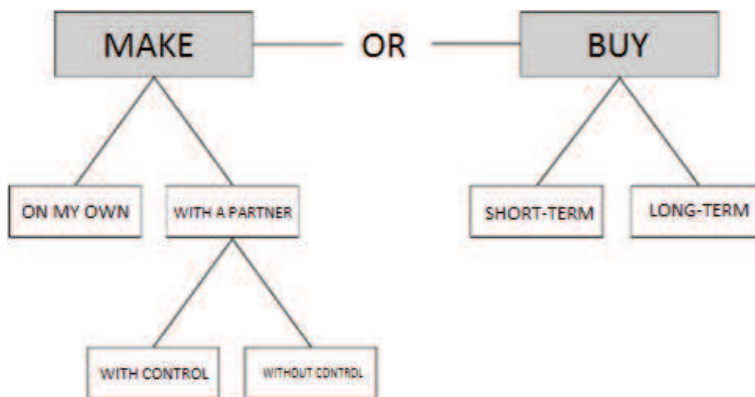 MAKE
OR
BUY
ON MY OWN
WITH A PARTNER
SHORT-TERM
LONG-TERM
WITH CONTROL
WITHOUT CONTROL